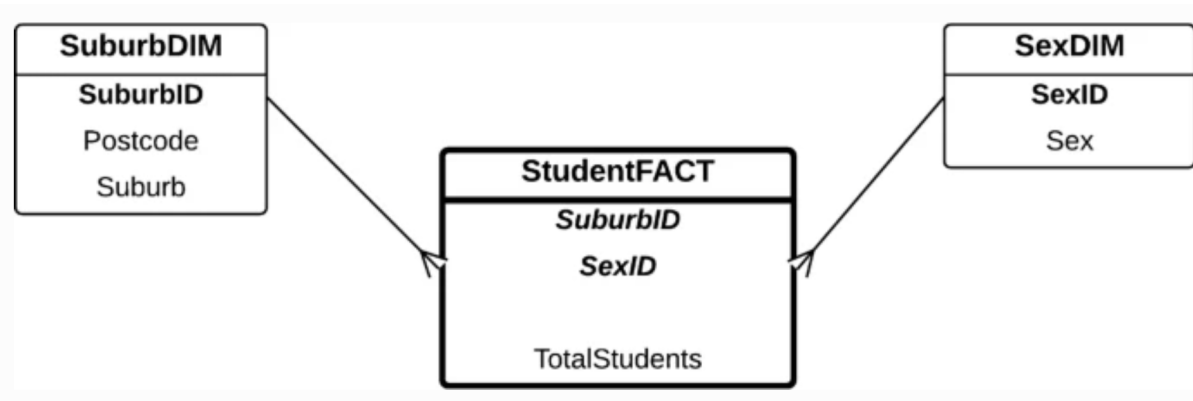 SuburbDIM
SuburbID
Postcode
Suburb
StudentFACT
SuburbID
SexID
TotalStudents
SexDIM
SexID
Sex